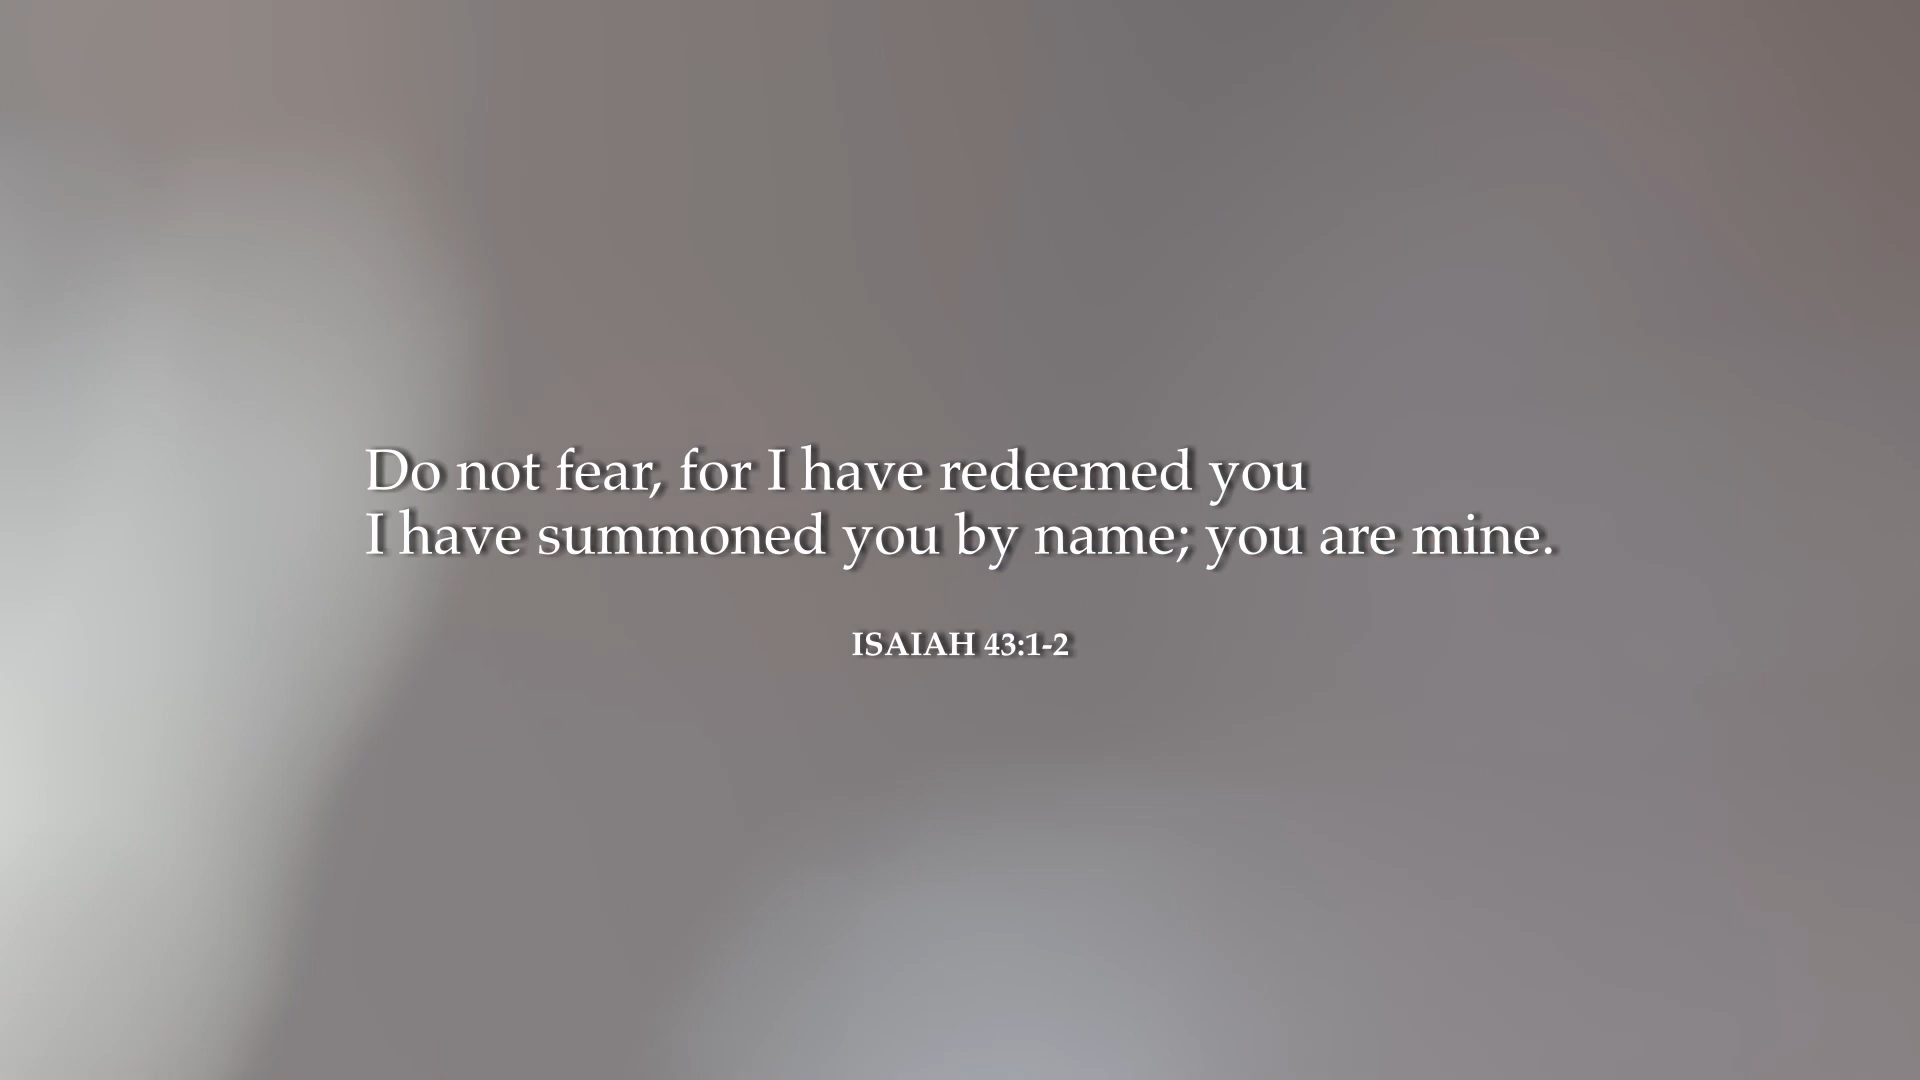 Do not fear, for I have redeemed you
I have summoned you by name; you are mine.
ISAIAH 43:1-2